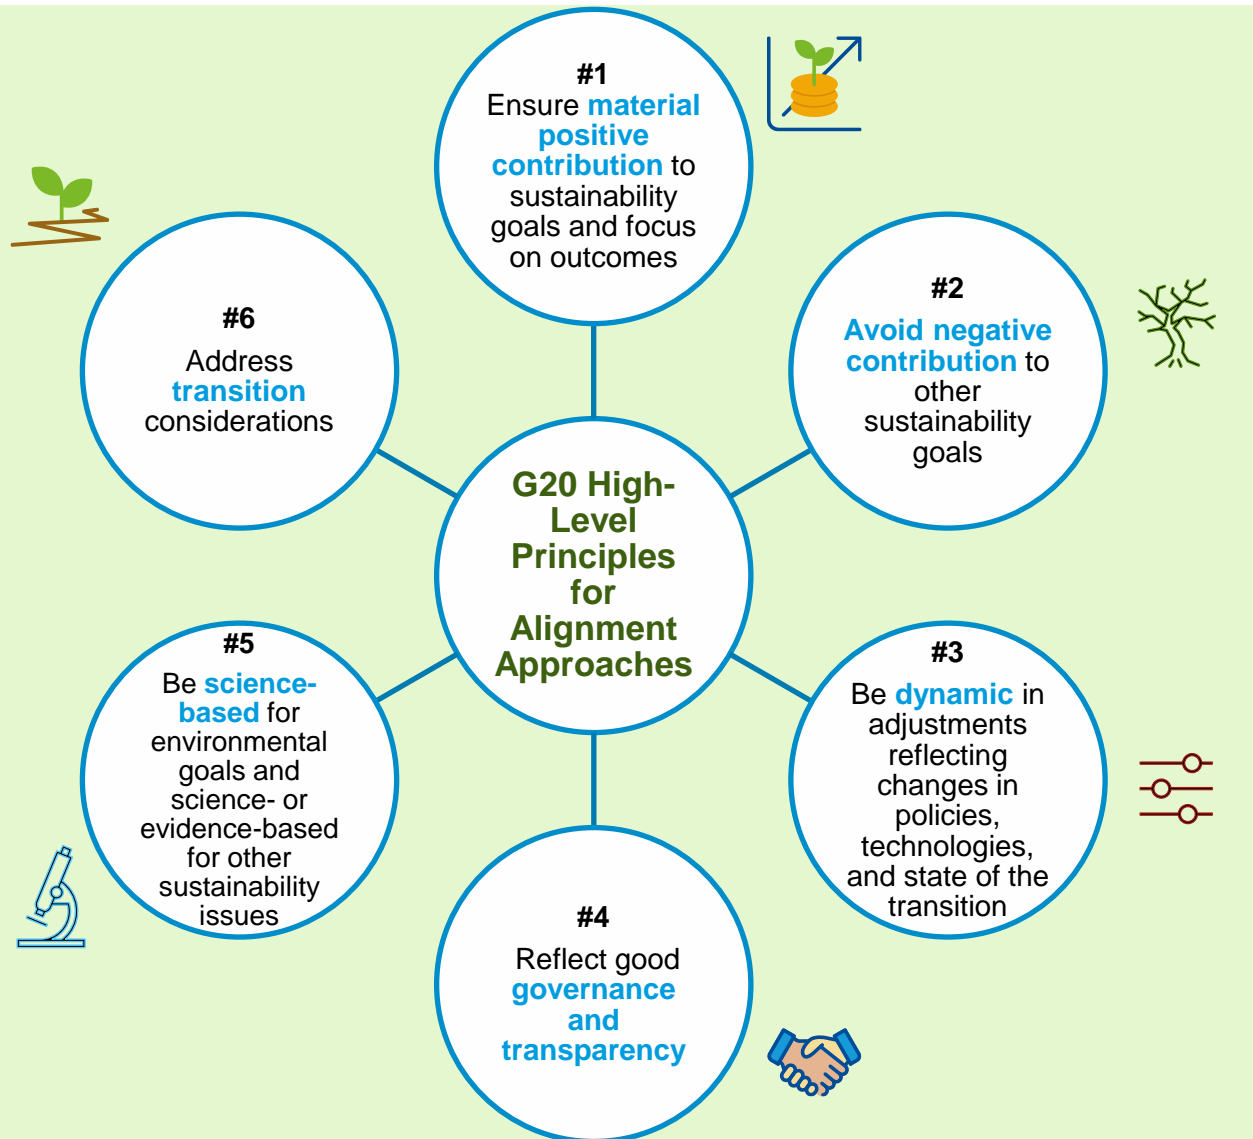 #1
Ensure material
positive
contribution to
sustainability
goals and focus
on outcomes
#2
Avoid negative
contribution to
other
sustainability
goals
#3
Be dynamic in
adjustments
reflecting
changes in
policies,
technologies,
and state of the
transition
#4
Reflect good
governance
and
transparency
#5
Be science-
based for
environmental
goals and
science- or
evidence-based
for other
sustainability
issues
#6
Address
transition
considerations
G20 High-
Level
Principles
for
Alignment
Approaches